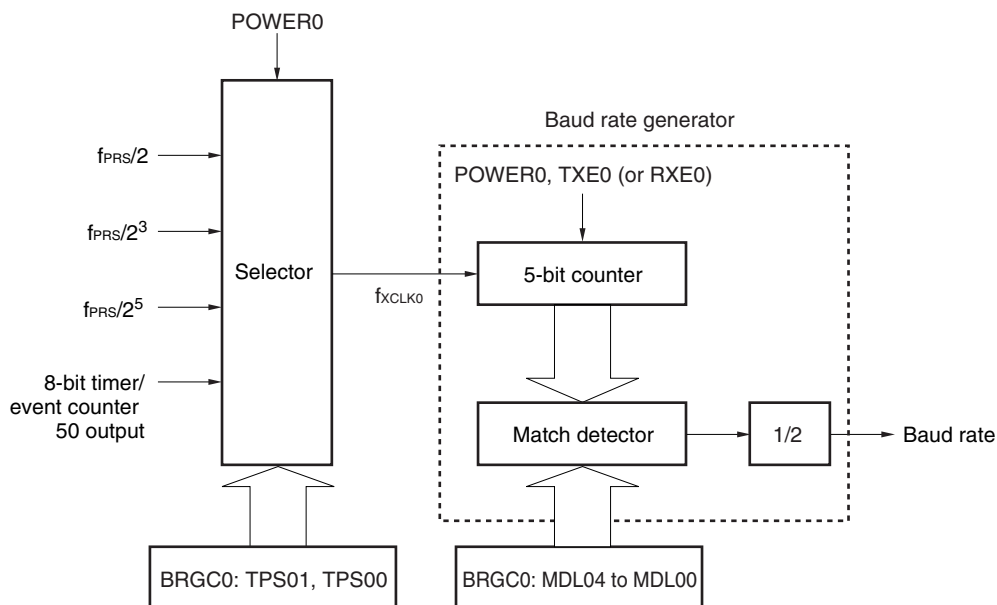 POWER0
Baud rate generator
fPRS/2
POWER0, TXE0 (or RXE0)
fPRS/2³
Selector
5-bit counter
fXCLK0
fPRS/2⁵
8-bit timer/
event counter
50 output
Match detector
1/2
Baud rate
BRGC0: TPS01, TPS00
BRGC0: MDL04 to MDL00